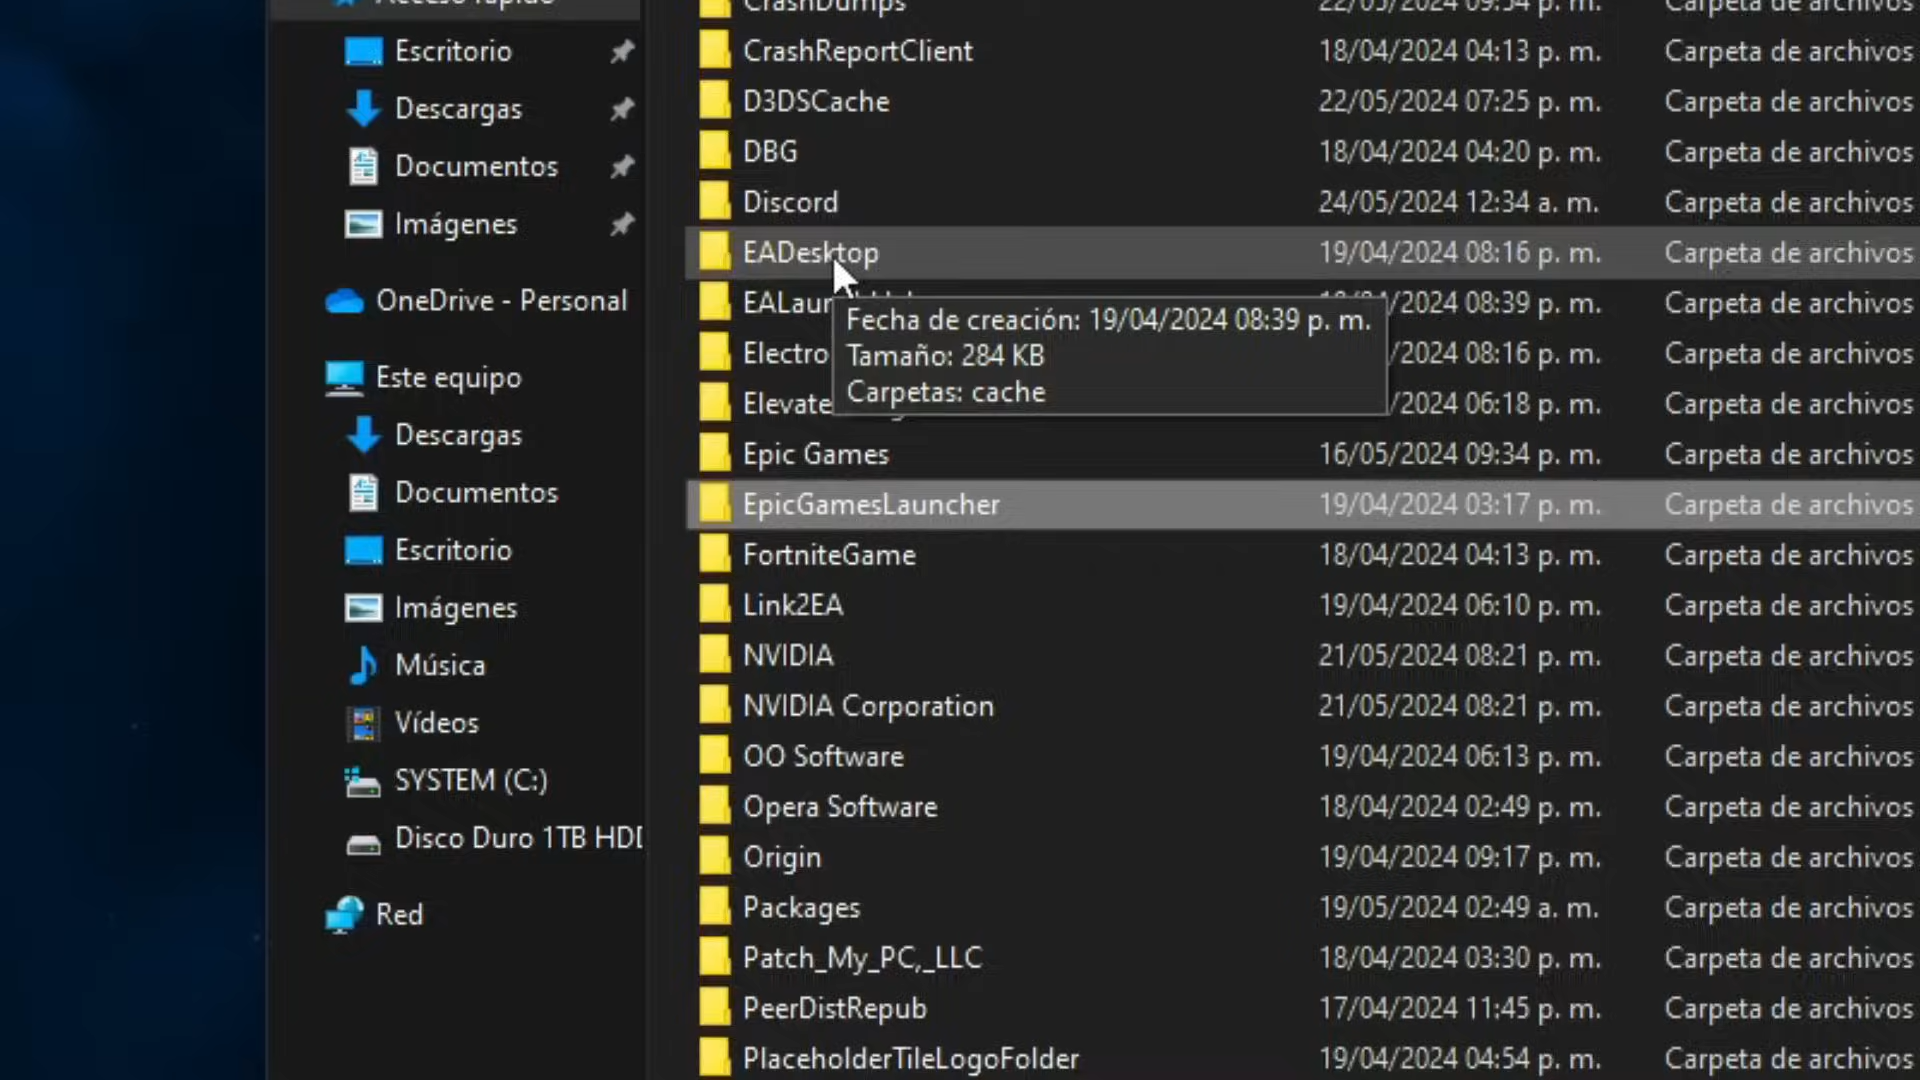 Acceso rápido
Escritorio
Descargas
Documentos
Imágenes
OneDrive - Personal
Este equipo
Descargas
Documentos
Escritorio
Imágenes
Música
Vídeos
SYSTEM (C:)
Disco Duro 1TB HDD
Red
CrashDumps 22/05/2024 09:54 p. m. Carpeta de archivos
CrashReportClient 18/04/2024 04:13 p. m. Carpeta de archivos
D3DSCache 22/05/2024 07:25 p. m. Carpeta de archivos
DBG 18/04/2024 04:20 p. m. Carpeta de archivos
Discord 24/05/2024 12:34 a. m. Carpeta de archivos
EADesktop 19/04/2024 08:16 p. m. Carpeta de archivos
/2024 08:39 p. m. Carpeta de archivos
Fecha de creación: 19/04/2024 08:39 p. m.
Tamaño: 284 KB
Carpetas: cache
Electro /2024 08:16 p. m. Carpeta de archivos
Elevate /2024 06:18 p. m. Carpeta de archivos
Epic Games 16/05/2024 09:34 p. m. Carpeta de archivos
EpicGamesLauncher 19/04/2024 03:17 p. m. Carpeta de archivos
FortniteGame 18/04/2024 04:13 p. m. Carpeta de archivos
Link2EA 19/04/2024 06:10 p. m. Carpeta de archivos
NVIDIA 21/05/2024 08:21 p. m. Carpeta de archivos
NVIDIA Corporation 21/05/2024 08:21 p. m. Carpeta de archivos
OO Software 19/04/2024 06:13 p. m. Carpeta de archivos
Opera Software 18/04/2024 02:49 p. m. Carpeta de archivos
Origin 19/04/2024 09:17 p. m. Carpeta de archivos
Packages 19/05/2024 02:49 a. m. Carpeta de archivos
Patch_My_PC,_LLC 18/04/2024 03:30 p. m. Carpeta de archivos
PeerDistRepub 17/04/2024 11:45 p. m. Carpeta de archivos
PlaceholderTileLogoFolder 19/04/2024 04:54 p. m. Carpeta de archivos